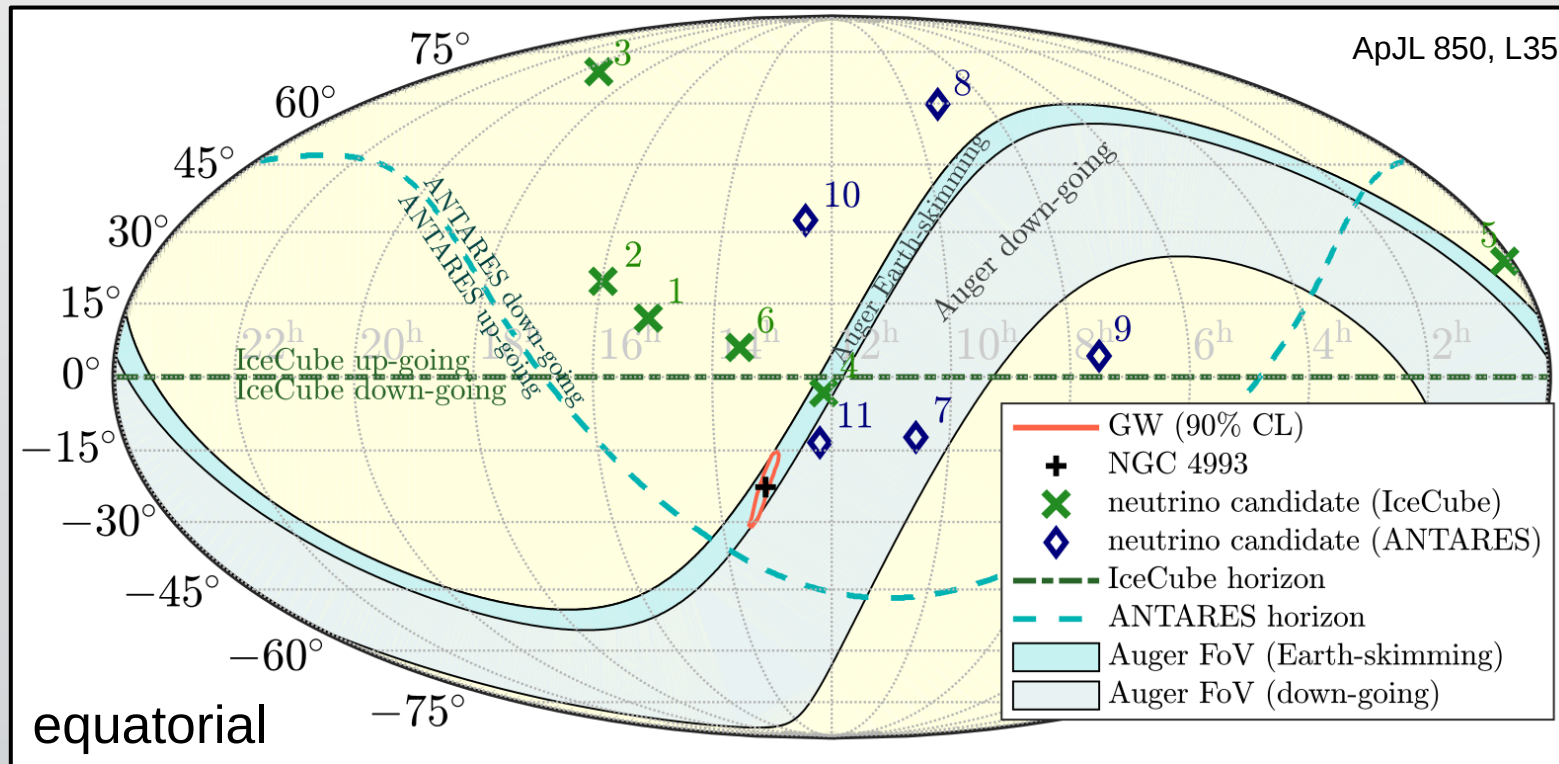 ApJL 850, L35
75°
60°
45°
30°
15°
0°
−15°
−30°
−45°
−60°
−75°
3
8
10
5
2
1
6
9
4
11
7
22h
20h
18h
16h
14h
12h
10h
8h
6h
4h
2h
ANTARES down-going
ANTARES up-going
Auger Earth-skimming
Auger down-going
IceCube up-going
IceCube down-going
GW (90% CL)
NGC 4993
neutrino candidate (IceCube)
neutrino candidate (ANTARES)
IceCube horizon
ANTARES horizon
Auger FoV (Earth-skimming)
Auger FoV (down-going)
equatorial